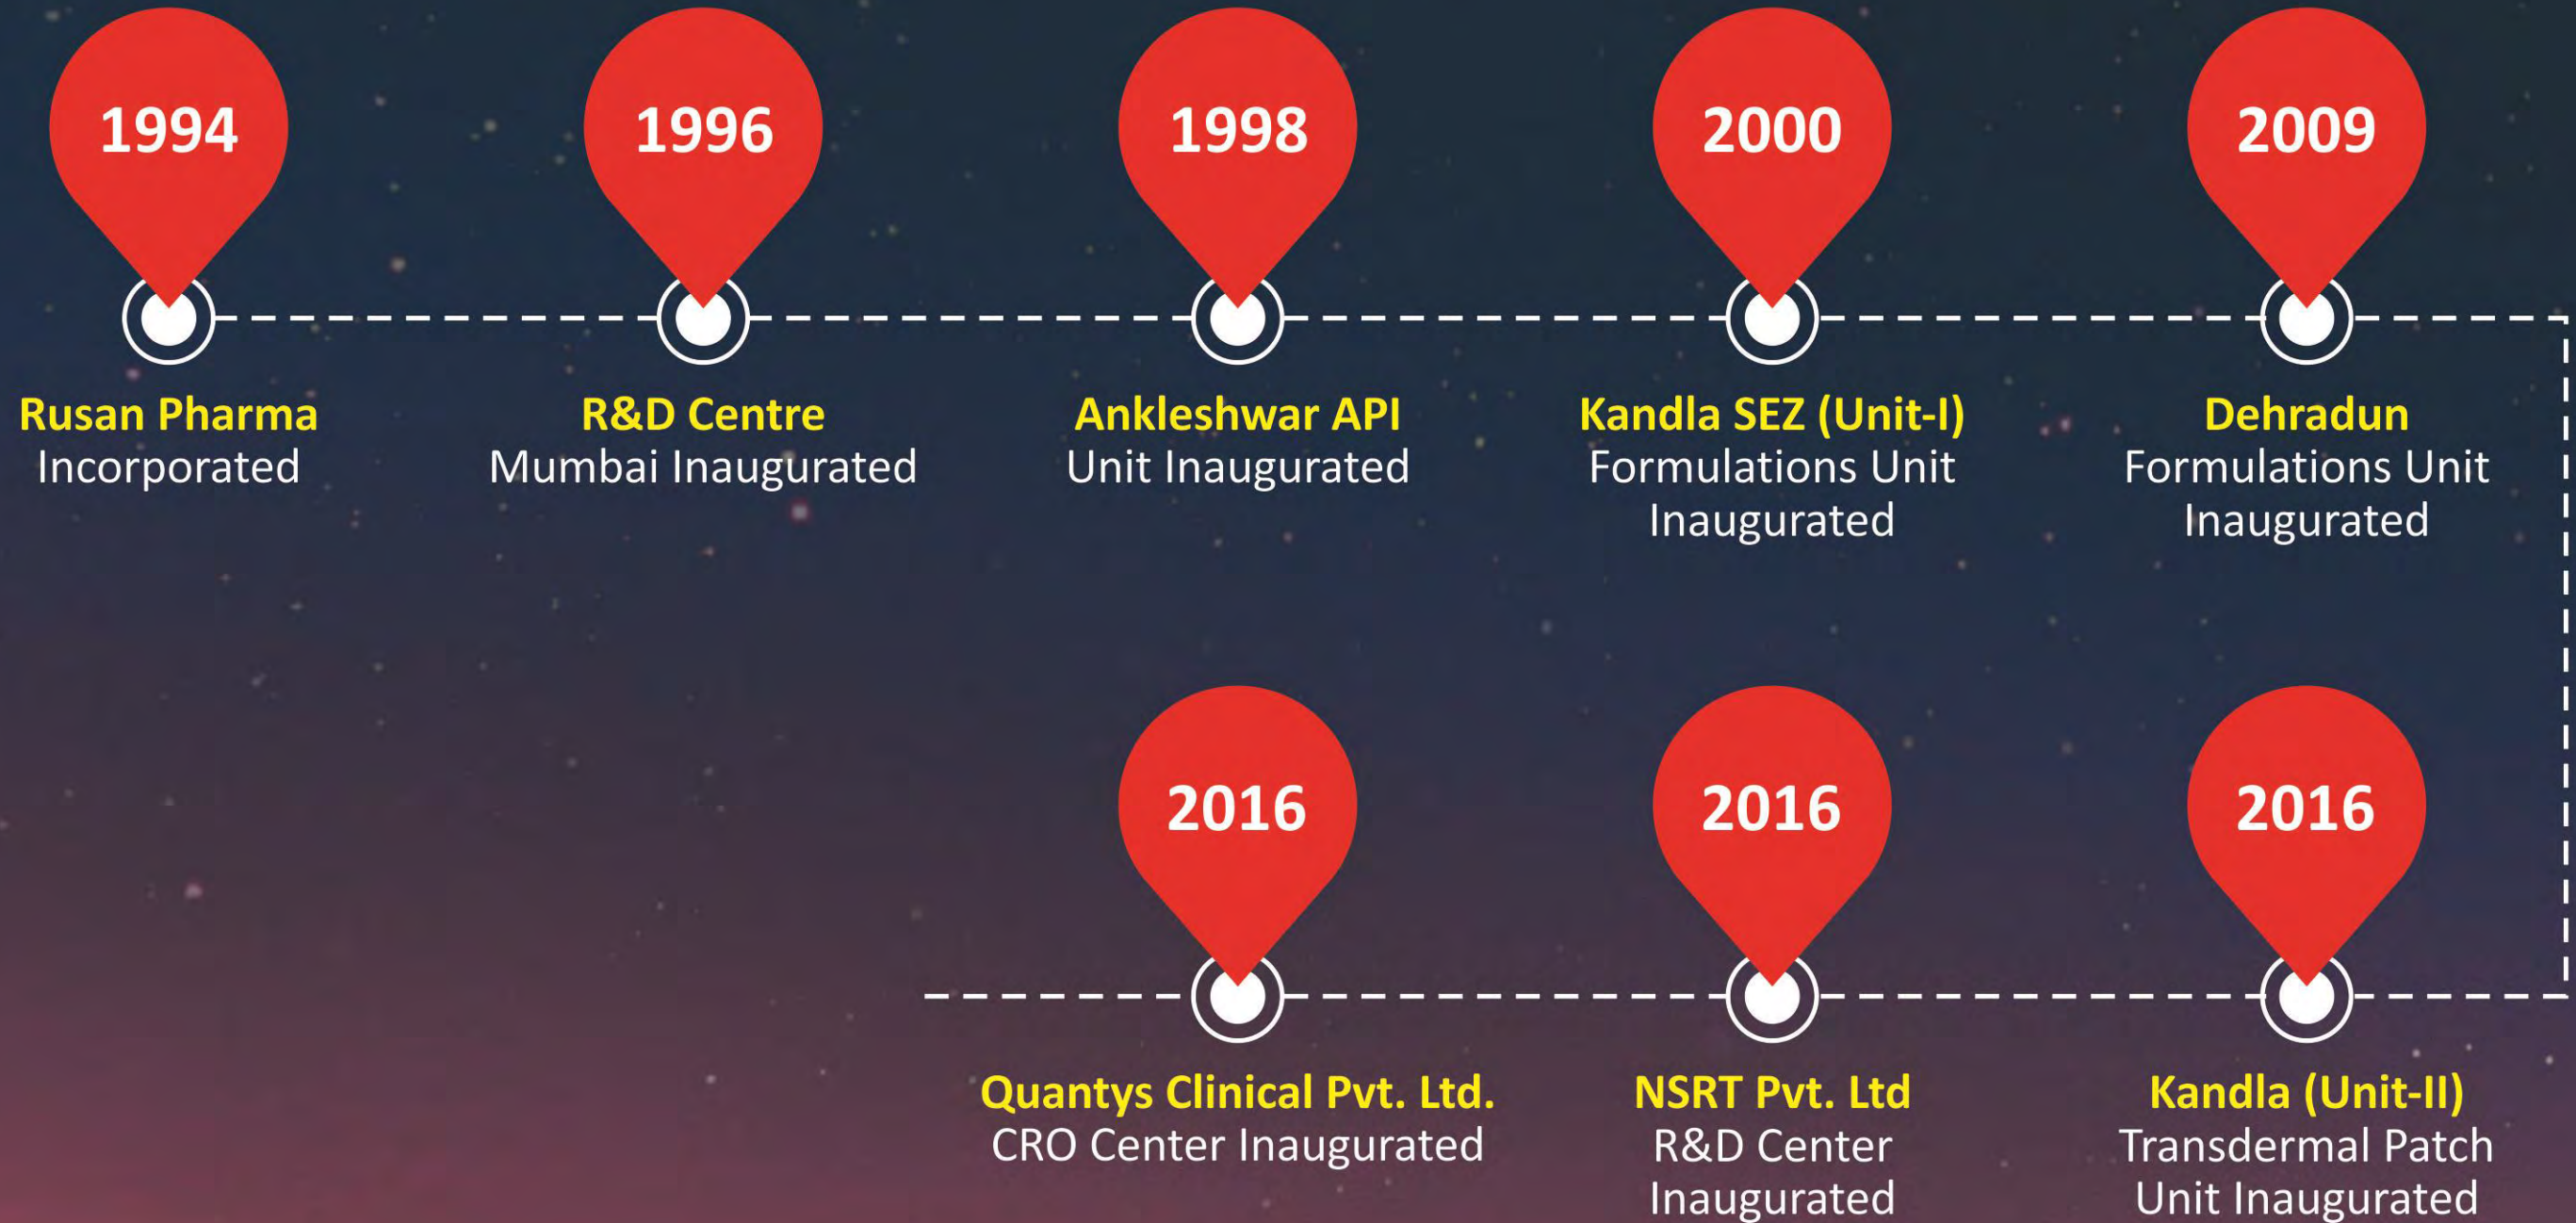 1994
Rusan Pharma
Incorporated
1996
R&D Centre
Mumbai Inaugurated
1998
Ankleshwar API
Unit Inaugurated
2000
Kandla SEZ (Unit-I)
Formulations Unit
Inaugurated
2009
Dehradun
Formulations Unit
Inaugurated
2016
Quantys Clinical Pvt. Ltd.
CRO Center Inaugurated
2016
NSRT Pvt. Ltd
R&D Center
Inaugurated
2016
Kandla (Unit-II)
Transdermal Patch
Unit Inaugurated